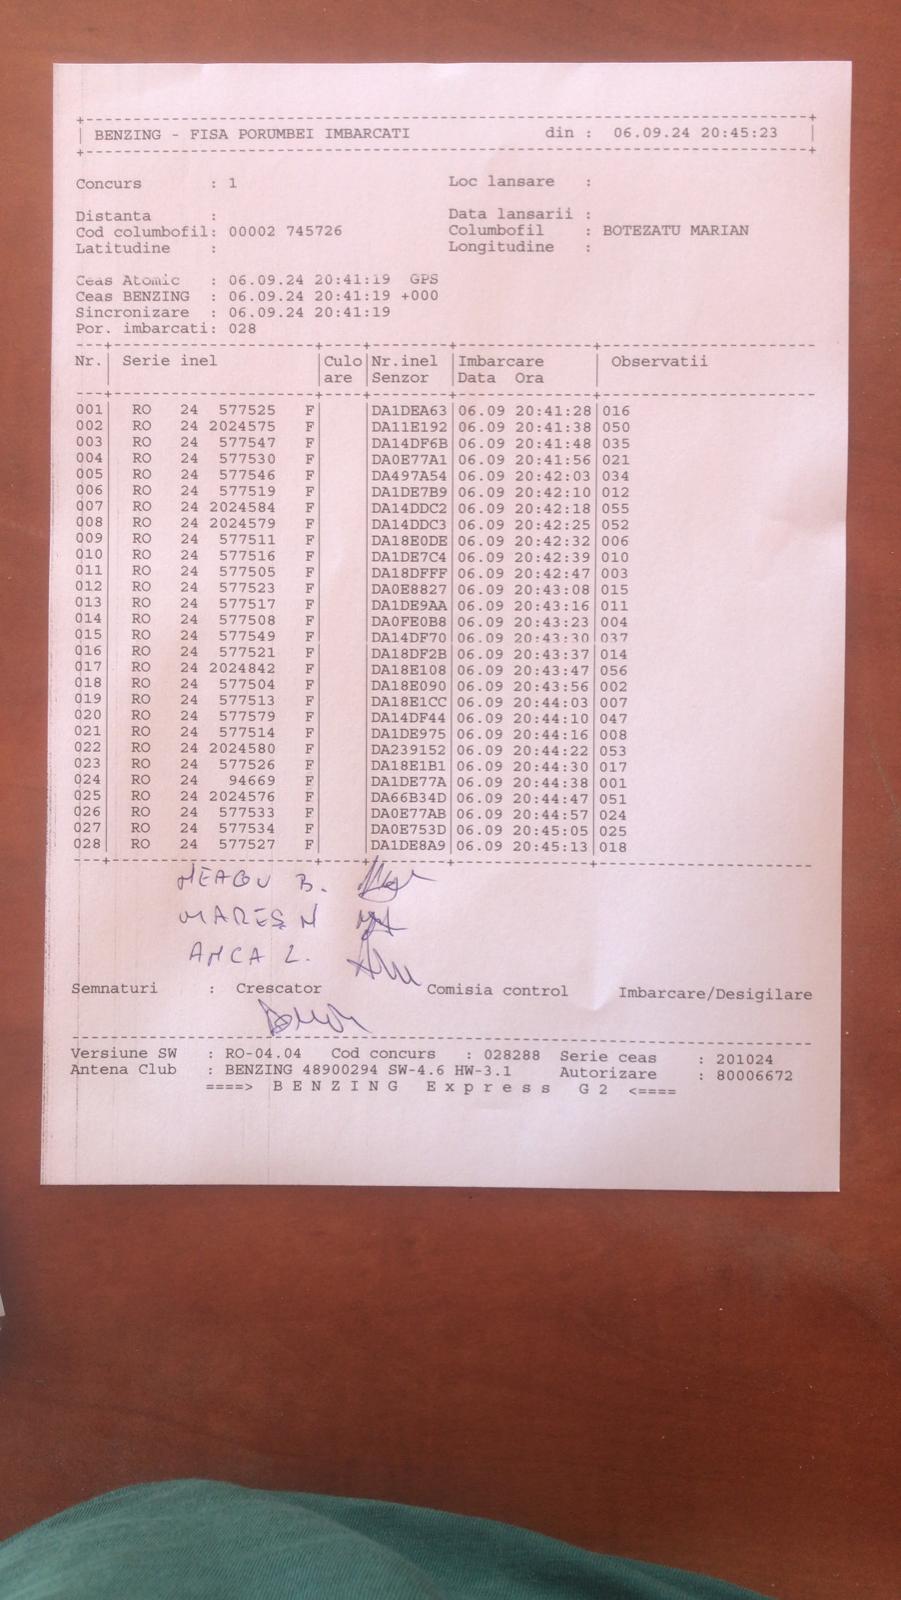 BENZING - FISA PORUMBEI IMBARCATI din : 06.09.24 20:45:23
Concurs : 1 Loc lansare :
Distanta : Data lansarii :
Cod columbofil: 00002 745726 Columbofil : BOTEZATU MARIAN
Latitudine : Longitudine :
Ceas Atomic : 06.09.24 20:41:19 GPS
Ceas BENZING : 06.09.24 20:41:19 +000
Sincronizare : 06.09.24 20:41:19
Por. imbarcati: 028
Nr. Serie inel Culo Nr.inel Imbarcare Observatii
are Senzor Data Ora
001 RO 24 577525 F DA1DEA63 06.09 20:41:28 016
002 RO 24 2024575 F DA11E192 06.09 20:41:38 050
003 RO 24 577547 F DA14DF6B 06.09 20:41:48 035
004 RO 24 577530 F DA0E77A1 06.09 20:41:56 021
005 RO 24 577546 F DA497A54 06.09 20:42:03 034
006 RO 24 577519 F DA1DE7B9 06.09 20:42:10 012
007 RO 24 2024584 F DA14DDC2 06.09 20:42:18 055
008 RO 24 2024579 F DA14DDC3 06.09 20:42:25 052
009 RO 24 577511 F DA18E0DE 06.09 20:42:32 006
010 RO 24 577516 F DA1DE7C4 06.09 20:42:39 010
011 RO 24 577505 F DA18DFFF 06.09 20:42:47 003
012 RO 24 577523 F DA0E8827 06.09 20:43:08 015
013 RO 24 577517 F DA1DE9AA 06.09 20:43:16 011
014 RO 24 577508 F DA0FE0B8 06.09 20:43:23 004
015 RO 24 577549 F DA14DF70 06.09 20:43:30 037
016 RO 24 577521 F DA18DF2B 06.09 20:43:37 014
017 RO 24 2024842 F DA18E108 06.09 20:43:47 056
018 RO 24 577504 F DA18E090 06.09 20:43:56 002
019 RO 24 577513 F DA18E1CC 06.09 20:44:03 007
020 RO 24 577579 F DA14DF44 06.09 20:44:10 047
021 RO 24 577514 F DA1DE975 06.09 20:44:16 008
022 RO 24 2024580 F DA239152 06.09 20:44:22 053
023 RO 24 577526 F DA18E1B1 06.09 20:44:30 017
024 RO 24 94669 F DA1DE77A 06.09 20:44:38 001
025 RO 24 2024576 F DA66B34D 06.09 20:44:47 051
026 RO 24 577533 F DA0E77AB 06.09 20:44:57 024
027 RO 24 577534 F DA0E753D 06.09 20:45:05 025
028 RO 24 577527 F DA1DE8A9 06.09 20:45:13 018
NEAGU B.
MAREȘ N
ANCA L.
Semnaturi : Crescator Comisia control Imbarcare/Desigilare
Versiune SW : RO-04.04 Cod concurs : 028288 Serie ceas : 201024
Antena Club : BENZING 48900294 SW-4.6 HW-3.1 Autorizare : 80006672
====> B E N Z I N G E x p r e s s G 2 <====